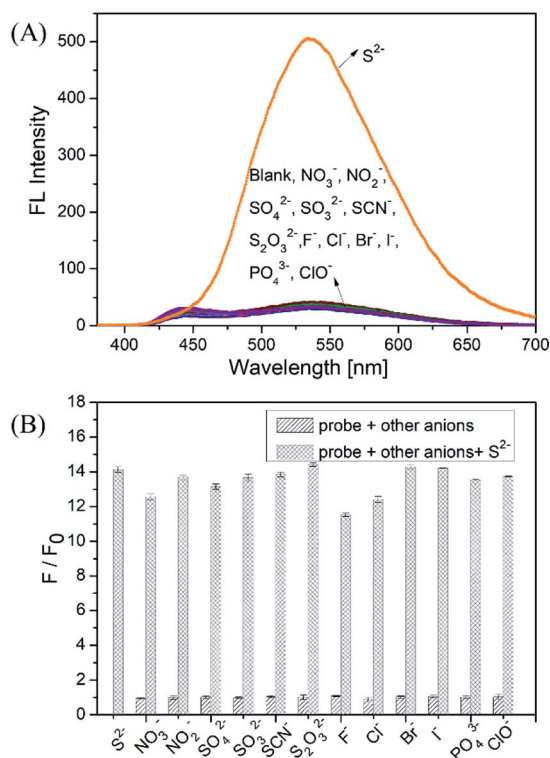 (A)
500
400
300
200
100
0
FL Intensity
S²⁻
Blank, NO₃⁻, NO₂⁻,
SO₄²⁻, SO₃²⁻, SCN⁻,
S₂O₃²⁻,F⁻, Cl⁻, Br⁻, I⁻,
PO₄³⁻, ClO⁻
400 450 500 550 600 650 700
Wavelength [nm]
(B)
18
16
14
12
10
8
6
4
2
0
F / F₀
probe + other anions
probe + other anions+ S²⁻
S²⁻ NO₃⁻ NO₂⁻ SO₄²⁻ SO₃²⁻ SCN⁻ S₂O₃²⁻ F⁻ Cl⁻ Br⁻ I⁻ PO₄³⁻ ClO⁻